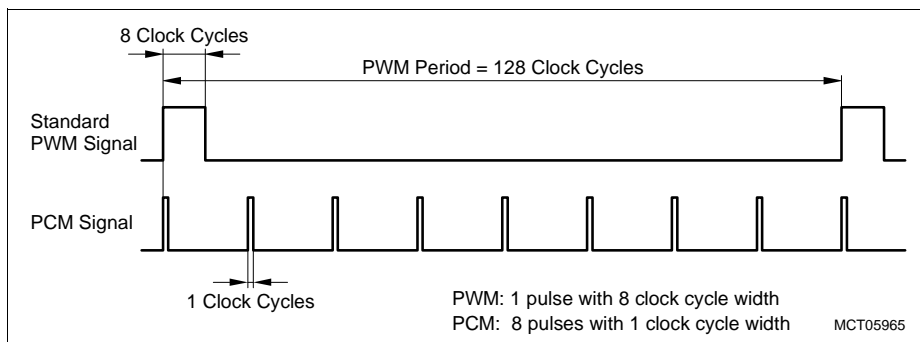 8 Clock Cycles
PWM Period = 128 Clock Cycles
Standard
PWM Signal
PCM Signal
1 Clock Cycles
PWM: 1 pulse with 8 clock cycle width
PCM: 8 pulses with 1 clock cycle width
MCT05965